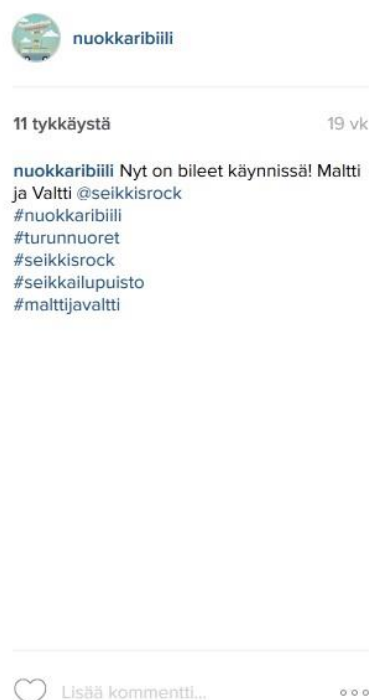 nuokkaribiili
11 tykkäystä 19 vk
nuokkaribiili Nyt on bileet käynnissä! Maltti
ja Valtti @seikkisrock
#nuokkaribiili
#turunnuoret
#seikkisrock
#seikkailupuisto
#malttijavaltti
Lisää kommentti...